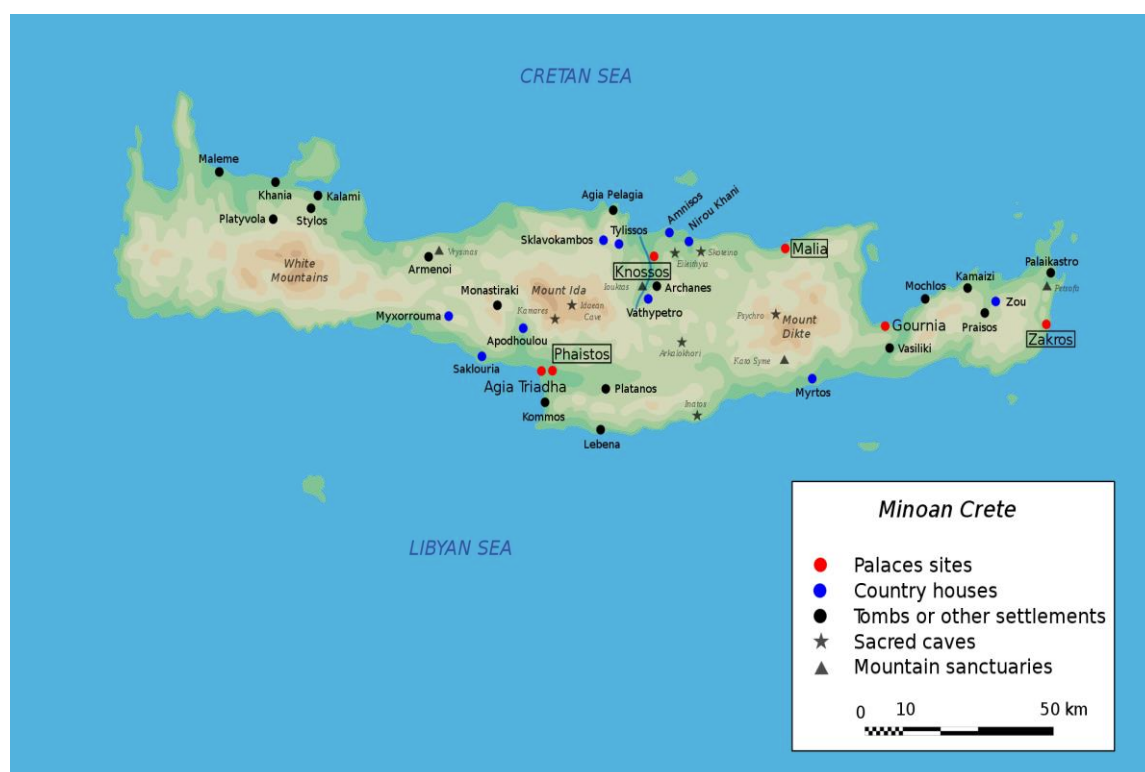 CRETAN SEA
Maleme
Khania
Kalami
Platyvola
Stylos
White
Mountains
Armenoi
Vrysinas
Agia Pelagia
Amnisos
Nirou Khani
Tylissos
Sklavokambos
Skoteino
Eileithyia
Malia
Knossos
Iouktas
Archanes
Vathypetro
Monastiraki
Mount Ida
Idaean
Cave
Kamares
Myxorrouma
Apodhoulou
Saklouria
Phaistos
Agia Triadha
Kommos
Platanos
Lebena
Arkalokhori
Inatos
Psychro
Mount
Dikte
Kato Syme
Myrtos
Gournia
Vasiliki
Mochlos
Kamaizi
Palaikastro
Petsofa
Zou
Praisos
Zakros
LIBYAN SEA
Minoan Crete
Palaces sites
Country houses
Tombs or other settlements
Sacred caves
Mountain sanctuaries
0 10 50 km